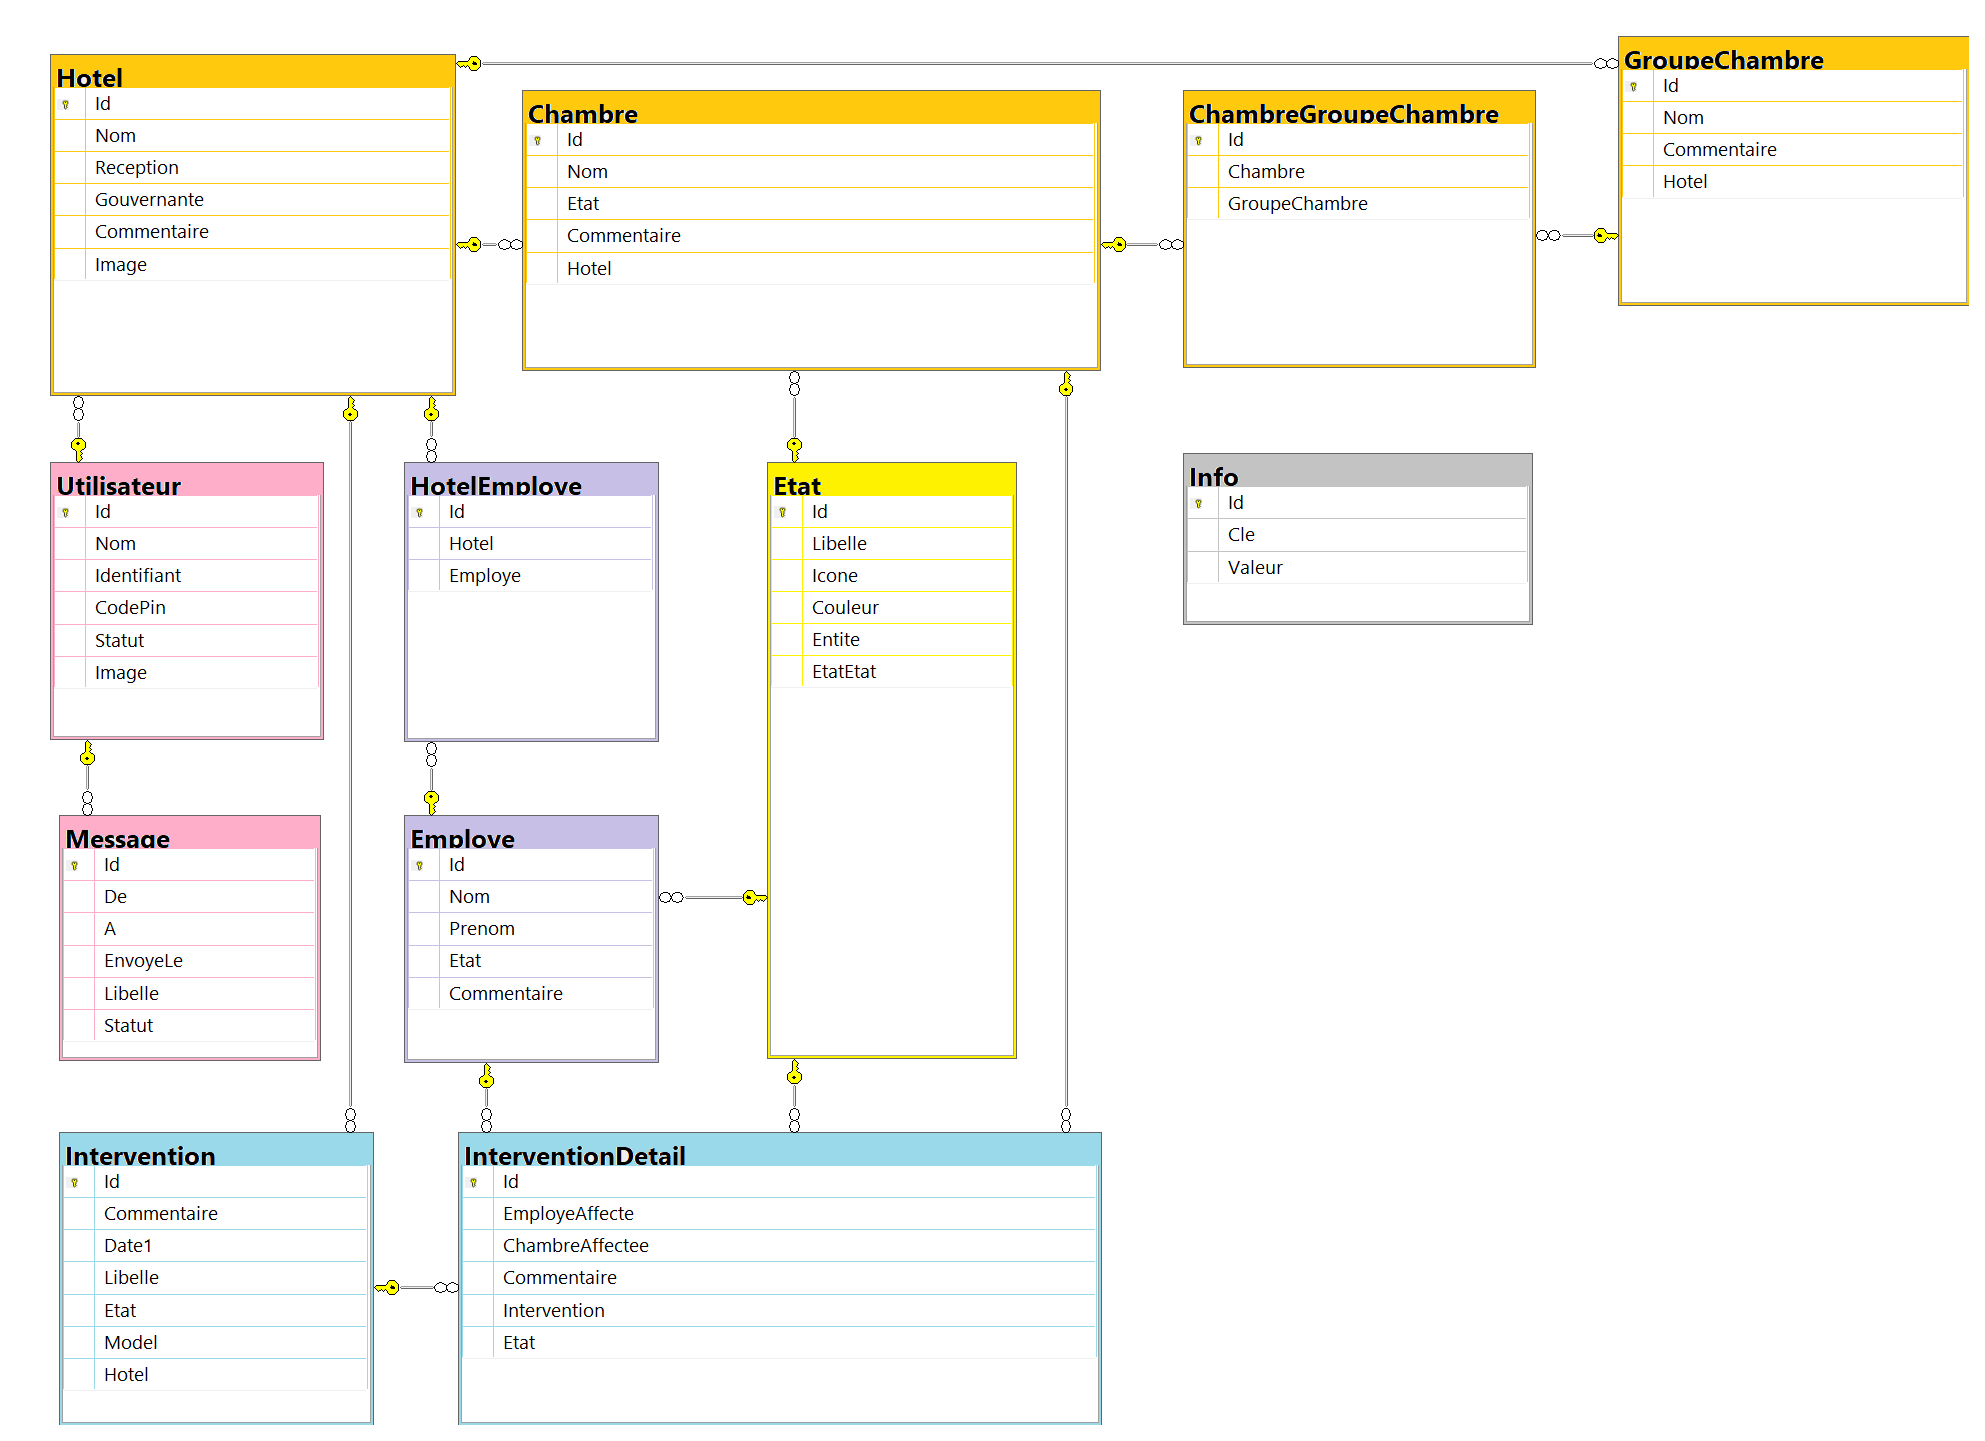 Hotel
Id
Nom
Reception
Gouvernante
Commentaire
Image
Chambre
Id
Nom
Etat
Commentaire
Hotel
ChambreGroupeChambre
Id
Chambre
GroupeChambre
GroupeChambre
Id
Nom
Commentaire
Hotel
Utilisateur
Id
Nom
Identifiant
CodePin
Statut
Image
HotelEmploye
Id
Hotel
Employe
Etat
Id
Libelle
Icone
Couleur
Entite
EtatEtat
Info
Id
Cle
Valeur
Message
Id
De
A
EnvoyeLe
Libelle
Statut
Employe
Id
Nom
Prenom
Etat
Commentaire
Intervention
Id
Commentaire
Date1
Libelle
Etat
Model
Hotel
InterventionDetail
Id
EmployeAffecte
ChambreAffectee
Commentaire
Intervention
Etat